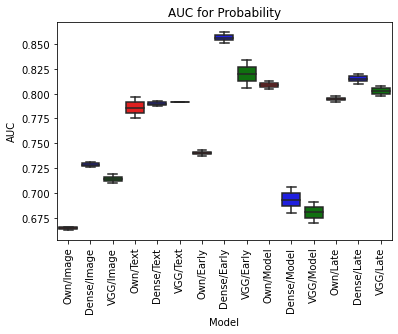 AUC for Probability
AUC
0.850
0.825
0.800
0.775
0.750
0.725
0.700
0.675
Own/Image
Dense/Image
VGG/Image
Own/Text
Dense/Text
VGG/Text
Own/Early
Dense/Early
VGG/Early
Own/Model
Dense/Model
VGG/Model
Own/Late
Dense/Late
VGG/Late
Model